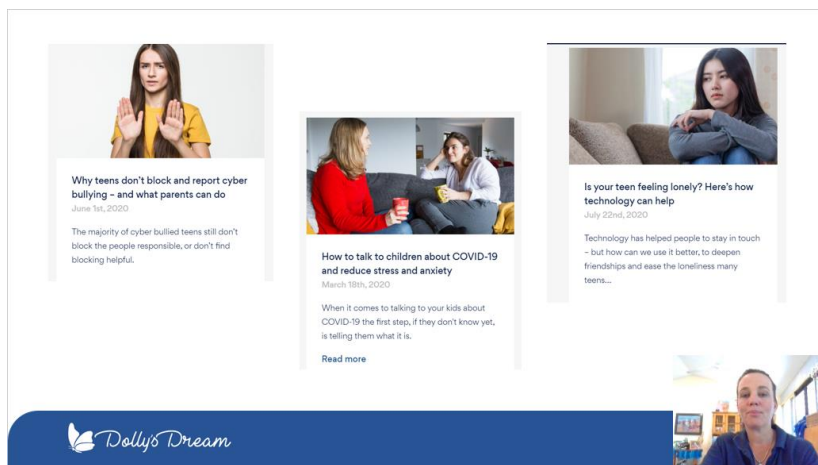 Why teens don't block and report cyber
bullying – and what parents can do
June 1st, 2020
The majority of cyber bullied teens still don't
block the people responsible, or don't find
blocking helpful.
How to talk to children about COVID-19
and reduce stress and anxiety
March 18th, 2020
When it comes to talking to your kids about
COVID-19 the first step, if they don't know yet,
is telling them what it is.
Read more
Is your teen feeling lonely? Here's how
technology can help
July 22nd, 2020
Technology has helped people to stay in touch
– but how can we use it better, to deepen
friendships and ease the loneliness many
teens...
Dolly's Dream